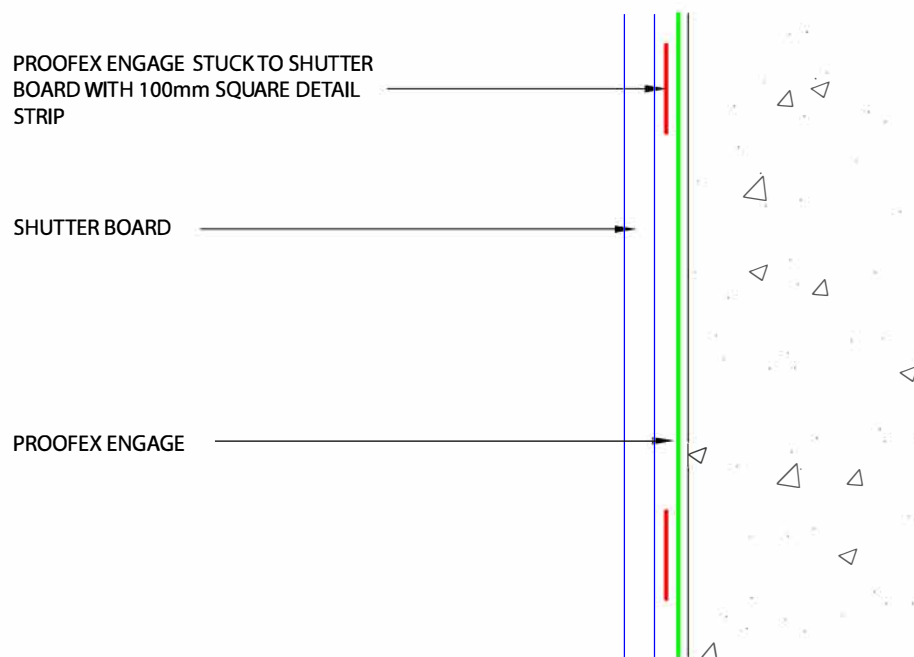 PROOFEX ENGAGE STUCK TO SHUTTER
BOARD WITH 100mm SQUARE DETAIL
STRIP
SHUTTER BOARD
PROOFEX ENGAGE